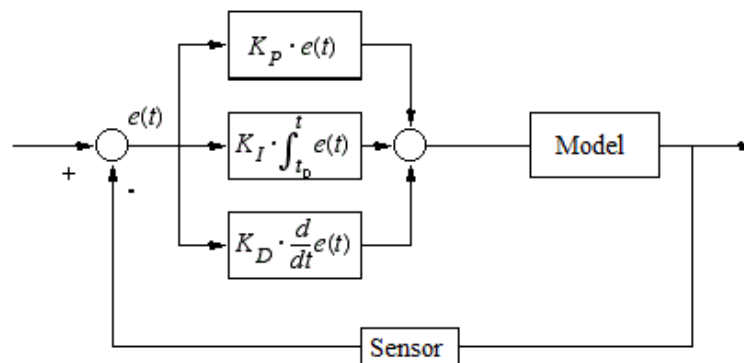 K_P · e(t)
e(t)
+
-
K_I · ∫_{t_0}^{t} e(t)
Model
K_D · d/dt e(t)
Sensor